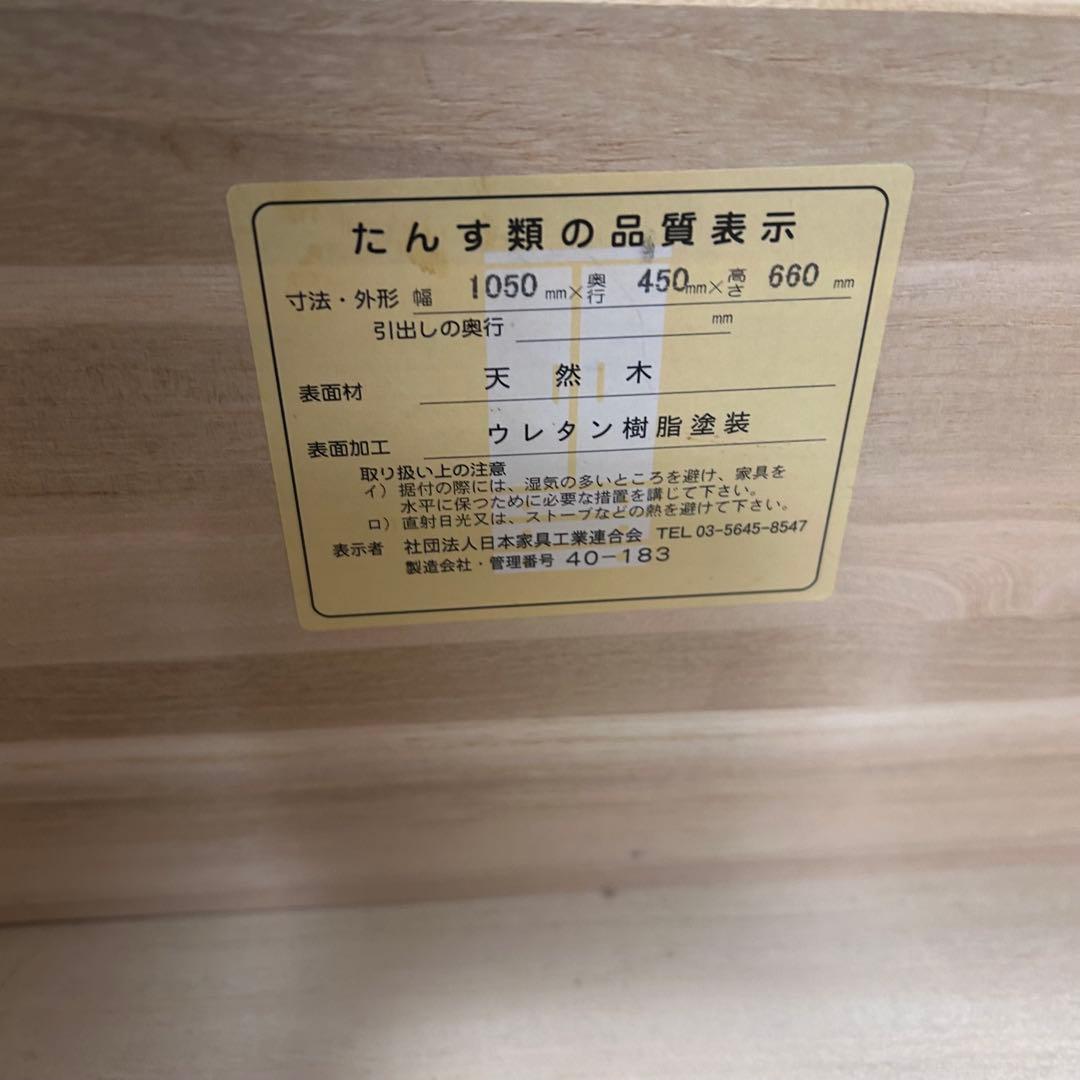 たんす類の品質表示
寸法・外形 幅 1050 mm×奥行 450mm×高さ 660 mm
引出しの奥行 mm
表面材 天然木
表面加工 ウレタン樹脂塗装
取り扱い上の注意
イ）据付の際には、湿気の多いところを避け、家具を
水平に保つために必要な措置を講じて下さい。
ロ）直射日光又は、ストーブなどの熱を避けて下さい。
表示者 社団法人日本家具工業連合会 TEL 03-5645-8547
製造会社・管理番号 40-183